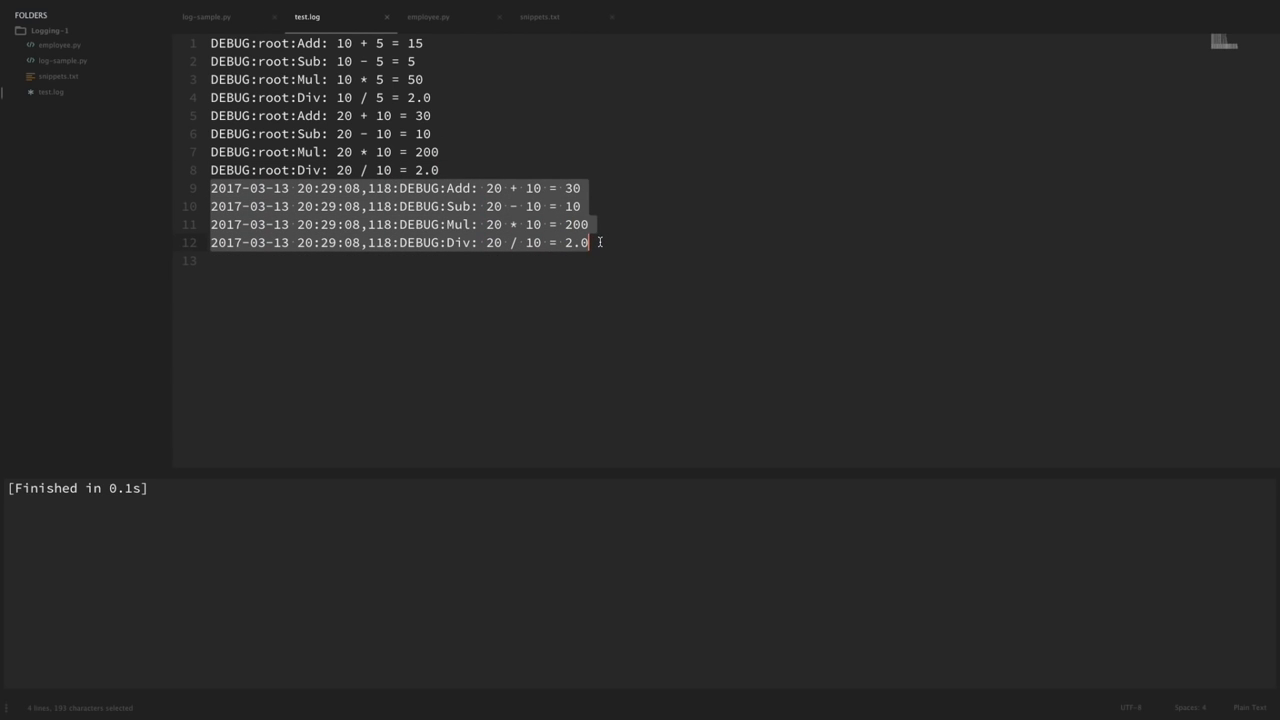 FOLDERS
Logging-1
employee.py
log-sample.py
snippets.txt
test.log
log-sample.py × test.log × employee.py × snippets.txt ×
1 DEBUG:root:Add: 10 + 5 = 15
2 DEBUG:root:Sub: 10 - 5 = 5
3 DEBUG:root:Mul: 10 * 5 = 50
4 DEBUG:root:Div: 10 / 5 = 2.0
5 DEBUG:root:Add: 20 + 10 = 30
6 DEBUG:root:Sub: 20 - 10 = 10
7 DEBUG:root:Mul: 20 * 10 = 200
8 DEBUG:root:Div: 20 / 10 = 2.0
9 2017-03-13 20:29:08,118:DEBUG:Add: 20 + 10 = 30
10 2017-03-13 20:29:08,118:DEBUG:Sub: 20 - 10 = 10
11 2017-03-13 20:29:08,118:DEBUG:Mul: 20 * 10 = 200
12 2017-03-13 20:29:08,118:DEBUG:Div: 20 / 10 = 2.0
13
[Finished in 0.1s]
4 lines, 193 characters selected
UTF-8 Spaces: 4 Plain Text